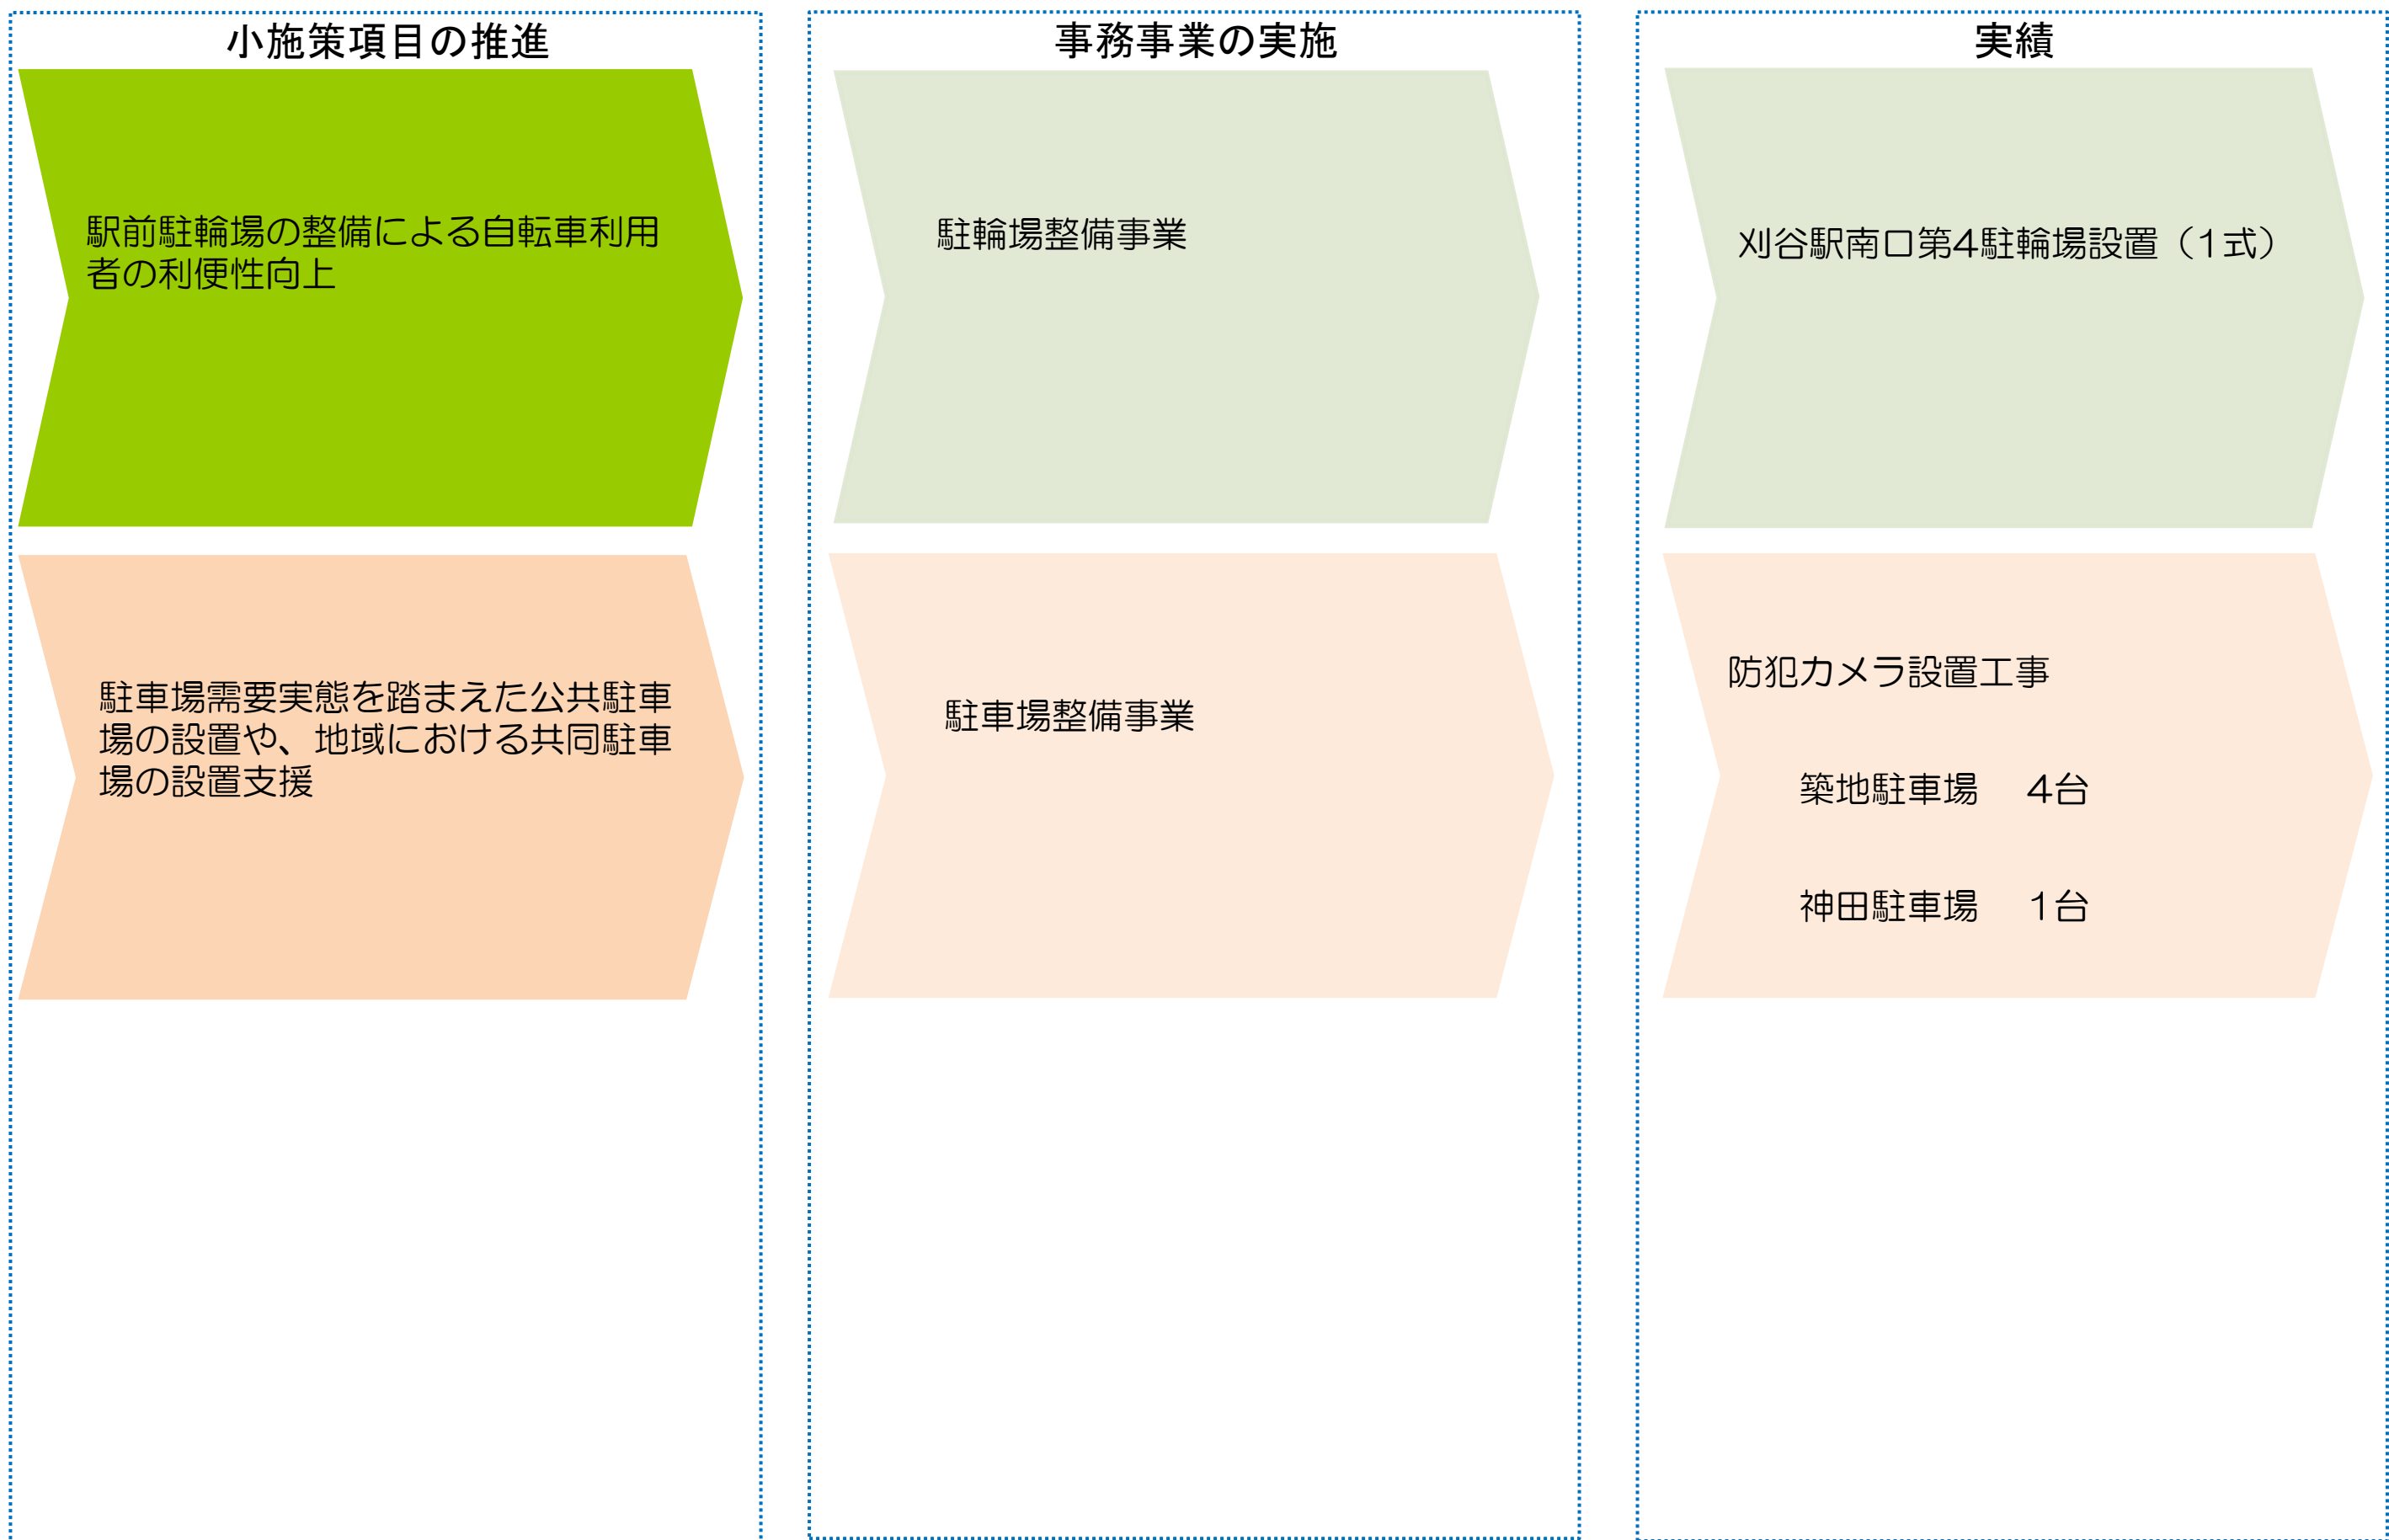 小施策項目の推進
事務事業の実施
実績
駅前駐輪場の整備による自転車利用
者の利便性向上
駐輪場整備事業
刈谷駅南口第4駐輪場設置（1式）
駐車場需要実態を踏まえた公共駐車
場の設置や、地域における共同駐車
場の設置支援
駐車場整備事業
防犯カメラ設置工事
築地駐車場　4台
神田駐車場　1台